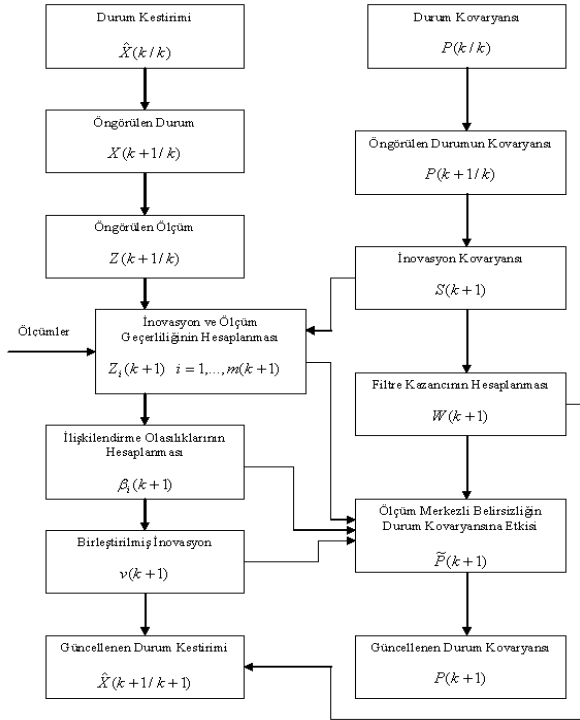 Durum Kestirimi
X̂(k/k)
Öngörülen Durum
X(k+1/k)
Öngörülen Ölçüm
Z(k+1/k)
Ölçümler
İnovasyon ve Ölçüm
Geçerliliğinin Hesaplanması
Z_i(k+1) i = 1,...,m(k+1)
İlişkilendirme Olasılıklarının
Hesaplanması
β_i(k+1)
Birleştirilmiş İnovasyon
v(k+1)
Güncellenen Durum Kestirimi
X̂(k+1/k+1)
Durum Kovaryansı
P(k/k)
Öngörülen Durumun Kovaryansı
P(k+1/k)
İnovasyon Kovaryansı
S(k+1)
Filtre Kazancının Hesaplanması
W(k+1)
Ölçüm Merkezli Belirsizliğin
Durum Kovaryansına Etkisi
P̃(k+1)
Güncellenen Durum Kovaryansı
P(k+1)